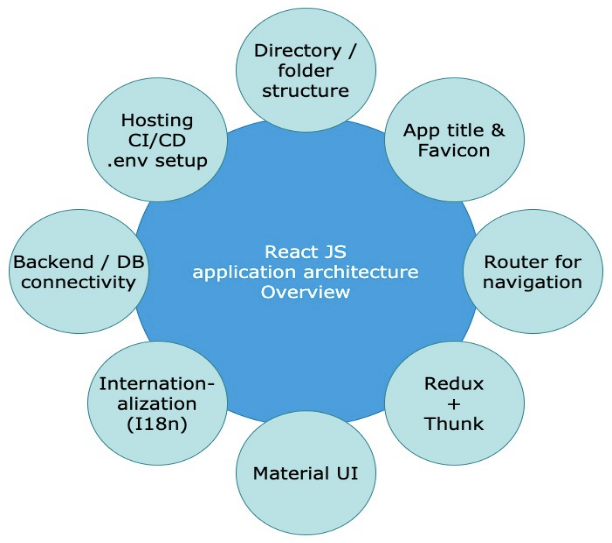 Directory /
folder
structure
App title &
Favicon
Router for
navigation
Redux
+
Thunk
Material UI
Internation-
alization
(I18n)
Backend / DB
connectivity
Hosting
CI/CD
.env setup
React JS
application architecture
Overview